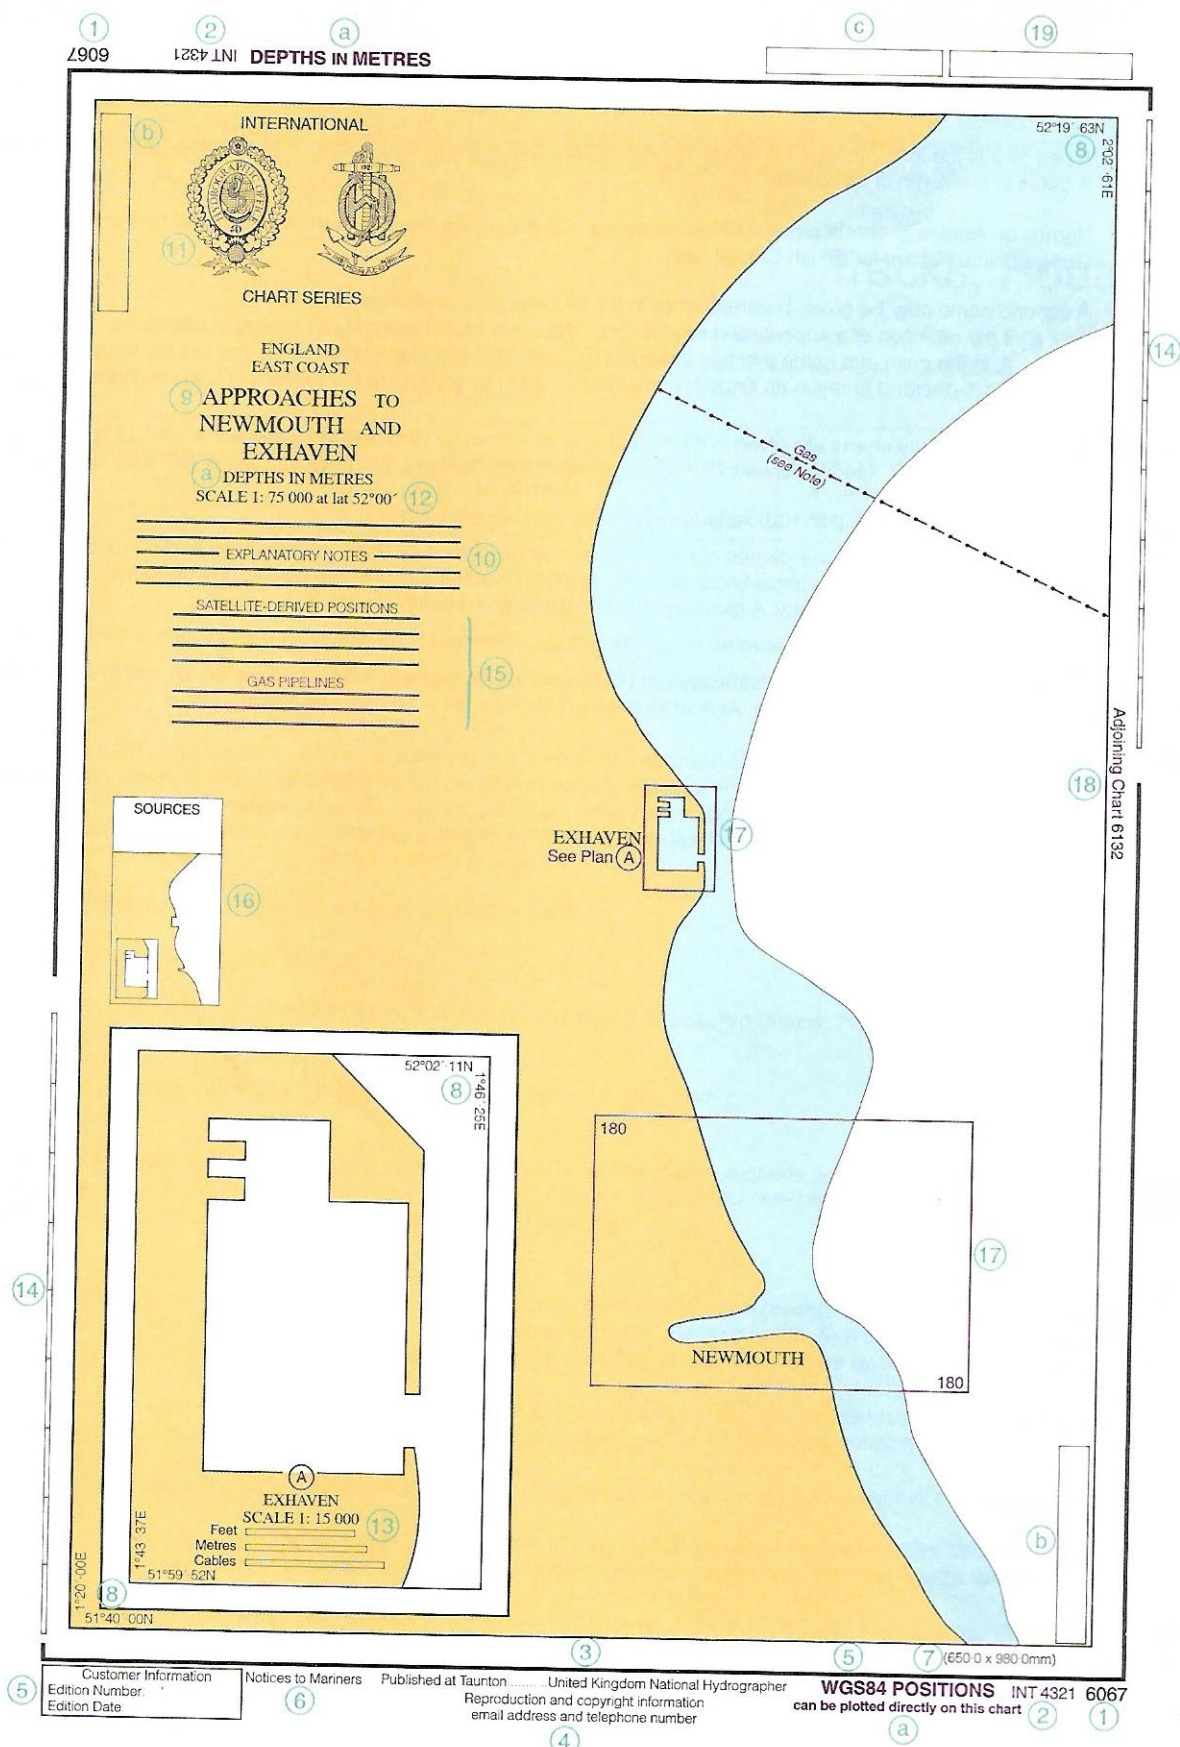 1
2
a
c
19
6067
INT 4321
DEPTHS IN METRES
b
INTERNATIONAL
HYDROGRAPHIC OFFICE
11
CHART SERIES
52°19´·63N
8
2°02´·61E
14
ENGLAND
EAST COAST
9
APPROACHES TO
NEWMOUTH AND
EXHAVEN
a
DEPTHS IN METRES
SCALE 1: 75 000 at lat 52°00´
12
EXPLANATORY NOTES
10
SATELLITE-DERIVED POSITIONS
15
GAS PIPELINES
Gas
(see Note)
Adjoining Chart 6132
18
SOURCES
16
EXHAVEN
See Plan A
17
52°02´·11N
8
1°46´·25E
180
17
NEWMOUTH
180
14
A
EXHAVEN
SCALE 1: 15 000
13
Feet
Metres
Cables
1°43´·37E
51°59´·52N
b
1°20´·00E
8
51°40´·00N
3
5
7
(650·0 x 980·0mm)
5
Customer Information
Edition Number:
Edition Date:
Notices to Mariners
6
Published at Taunton.........United Kingdom National Hydrographer
Reproduction and copyright information
email address and telephone number
4
WGS84 POSITIONS
can be plotted directly on this chart
a
INT 4321
2
6067
1